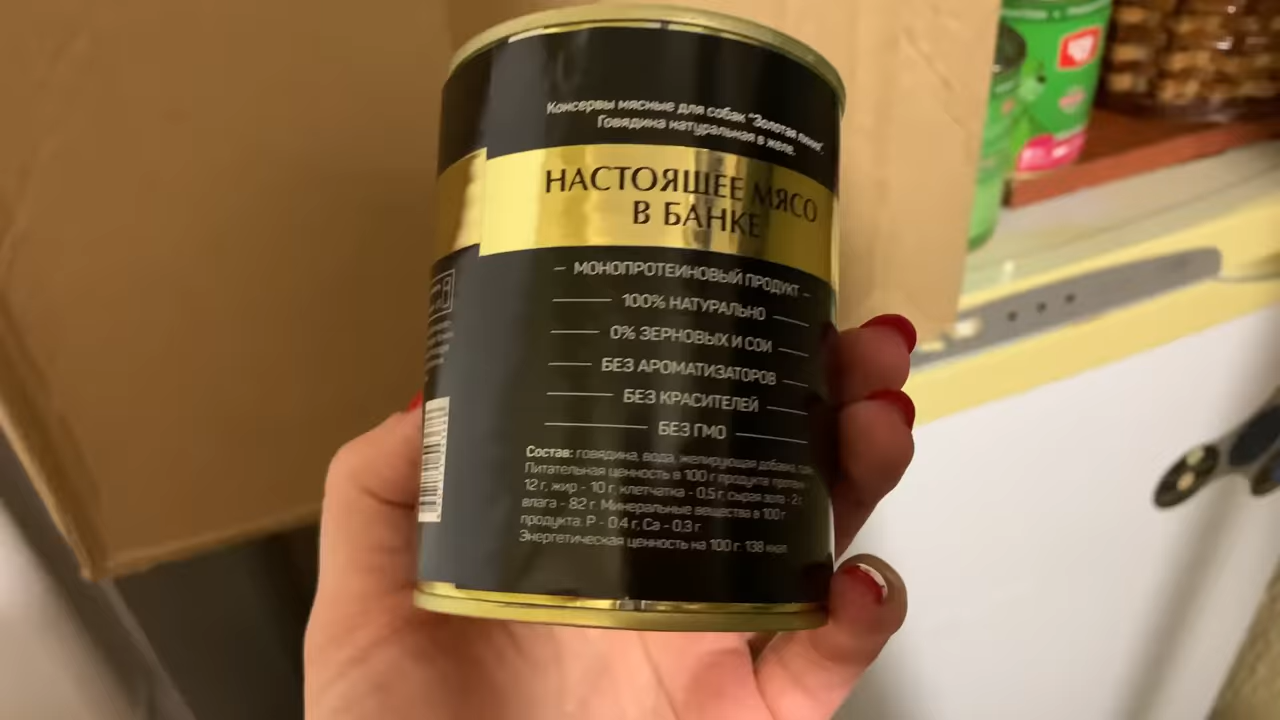 Консервы мясные для собак "Золотая линия".
Говядина натуральная в желе.
НАСТОЯЩЕЕ МЯСО
В БАНКЕ
– МОНОПРОТЕИНОВЫЙ ПРОДУКТ –
100% НАТУРАЛЬНО
0% ЗЕРНОВЫХ И СОИ
БЕЗ АРОМАТИЗАТОРОВ
БЕЗ КРАСИТЕЛЕЙ
БЕЗ ГМО
Состав: говядина, вода, желирующая добавка,
Питательная ценность в 100 г продукта: протеин -
12 г, жир - 10 г, клетчатка - 0.5 г, сырая зола - 2 г,
влага - 82 г. Минеральные вещества в 100 г
продукта: P - 0.4 г, Ca - 0.3 г
Энергетическая ценность на 100 г: 138 ккал